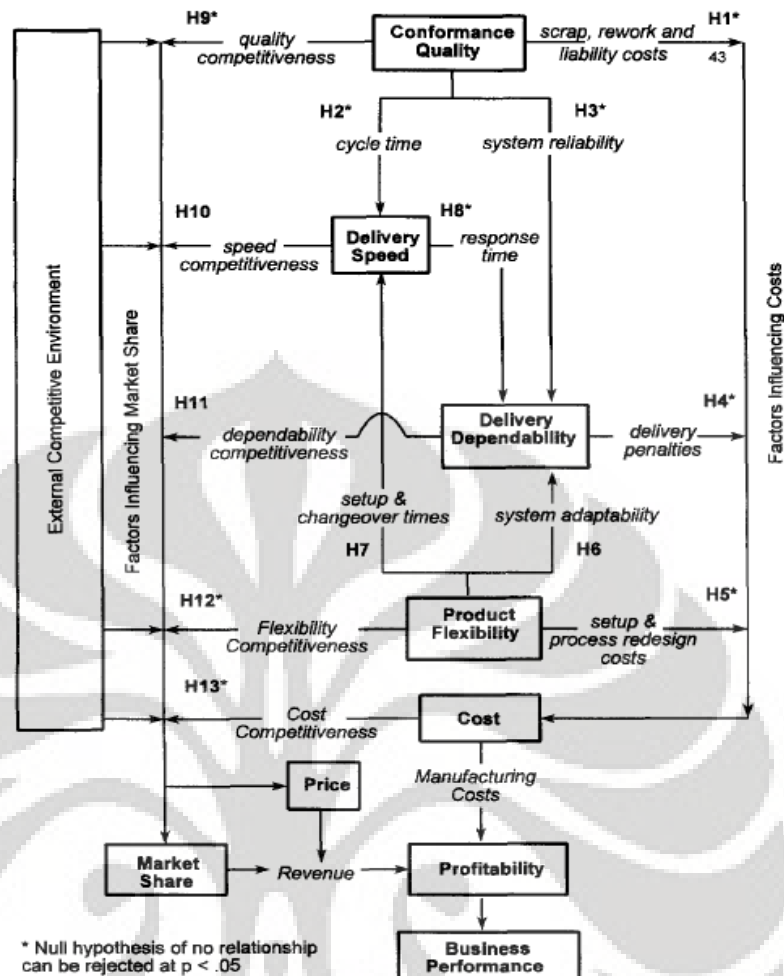 H9*
H1*
quality
competitiveness
Conformance
Quality
scrap, rework and
liability costs
43
H2*
H3*
cycle time
system reliability
H10
H8*
speed
competitiveness
Delivery
Speed
response
time
External Competitive Environment
Factors Influencing Market Share
Factors Influencing Costs
H11
H4*
dependability
competitiveness
Delivery
Dependability
delivery
penalties
setup &
changeover times
system adaptability
H7
H6
H12*
H5*
Flexibility
Competitiveness
Product
Flexibility
setup &
process redesign
costs
H13*
Cost
Competitiveness
Cost
Price
Manufacturing
Costs
Market
Share
Revenue
Profitability
* Null hypothesis of no relationship
can be rejected at p < .05
Business
Performance